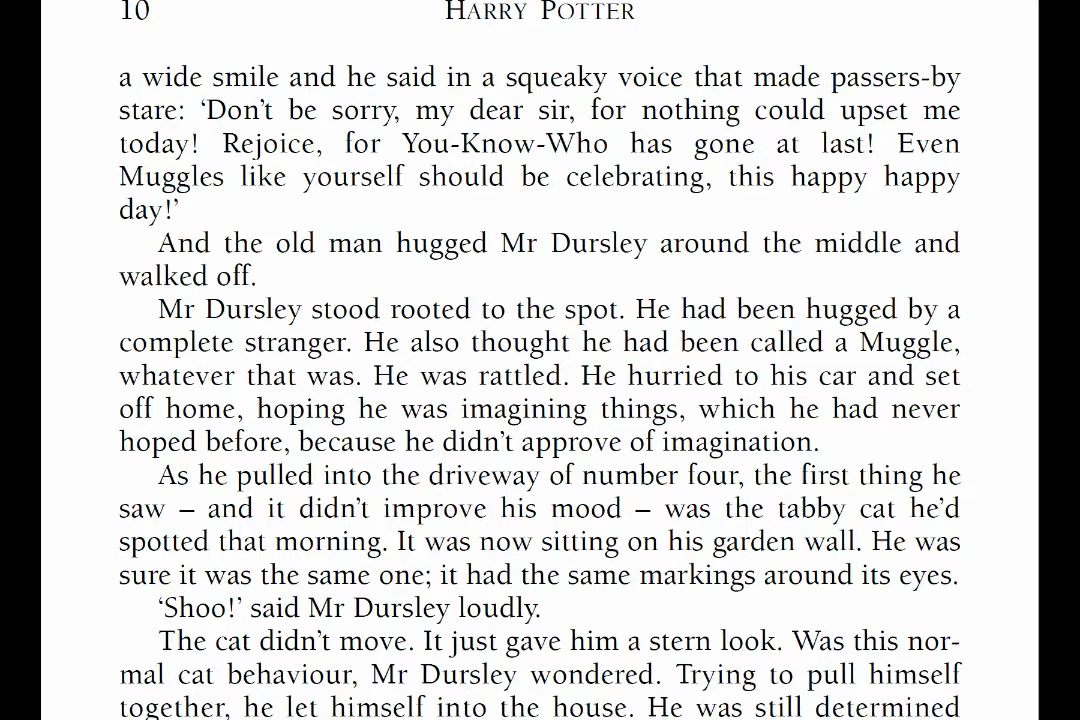 10 HARRY POTTER
a wide smile and he said in a squeaky voice that made passers-by
stare: ‘Don’t be sorry, my dear sir, for nothing could upset me
today! Rejoice, for You-Know-Who has gone at last! Even
Muggles like yourself should be celebrating, this happy happy
day!’
And the old man hugged Mr Dursley around the middle and
walked off.
Mr Dursley stood rooted to the spot. He had been hugged by a
complete stranger. He also thought he had been called a Muggle,
whatever that was. He was rattled. He hurried to his car and set
off home, hoping he was imagining things, which he had never
hoped before, because he didn’t approve of imagination.
As he pulled into the driveway of number four, the first thing he
saw – and it didn’t improve his mood – was the tabby cat he’d
spotted that morning. It was now sitting on his garden wall. He was
sure it was the same one; it had the same markings around its eyes.
‘Shoo!’ said Mr Dursley loudly.
The cat didn’t move. It just gave him a stern look. Was this nor-
mal cat behaviour, Mr Dursley wondered. Trying to pull himself
together, he let himself into the house. He was still determined